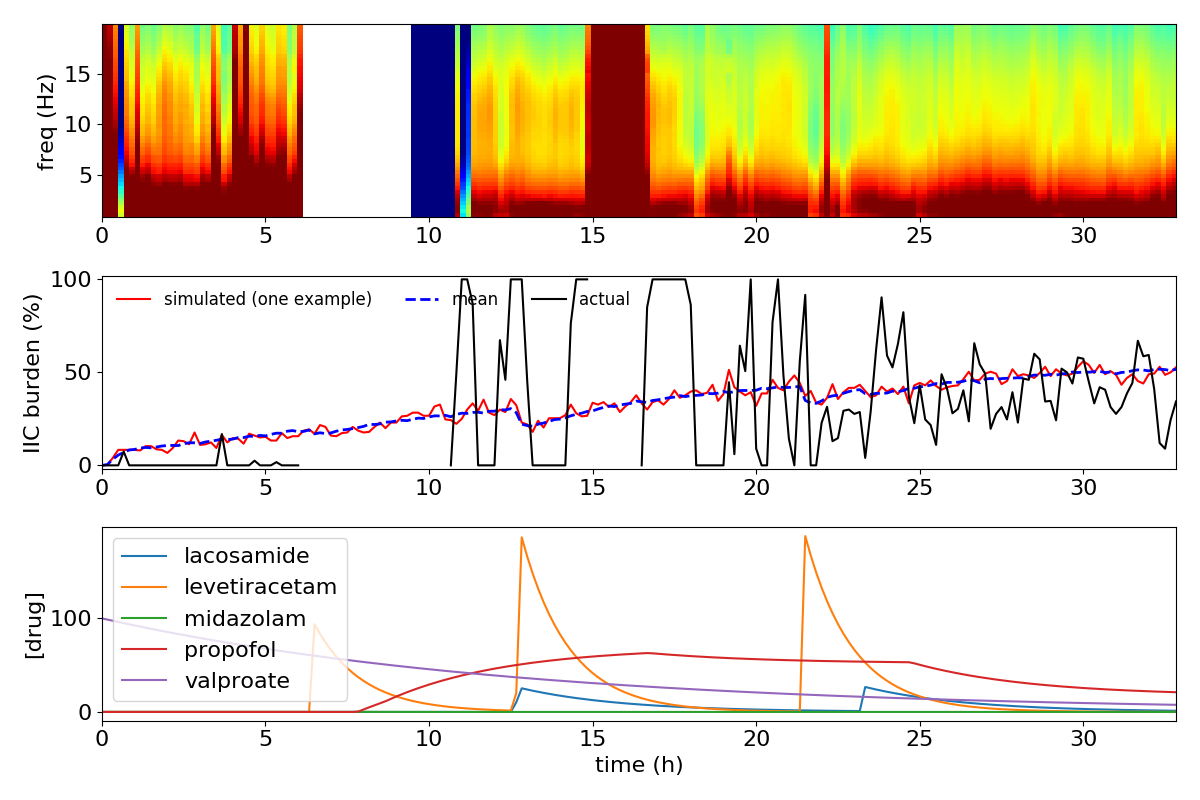 freq (Hz)
15
10
5
0 5 10 15 20 25 30
IIC burden (%)
100
50
0
simulated (one example) mean actual
0 5 10 15 20 25 30
[drug]
100
0
lacosamide
levetiracetam
midazolam
propofol
valproate
0 5 10 15 20 25 30
time (h)